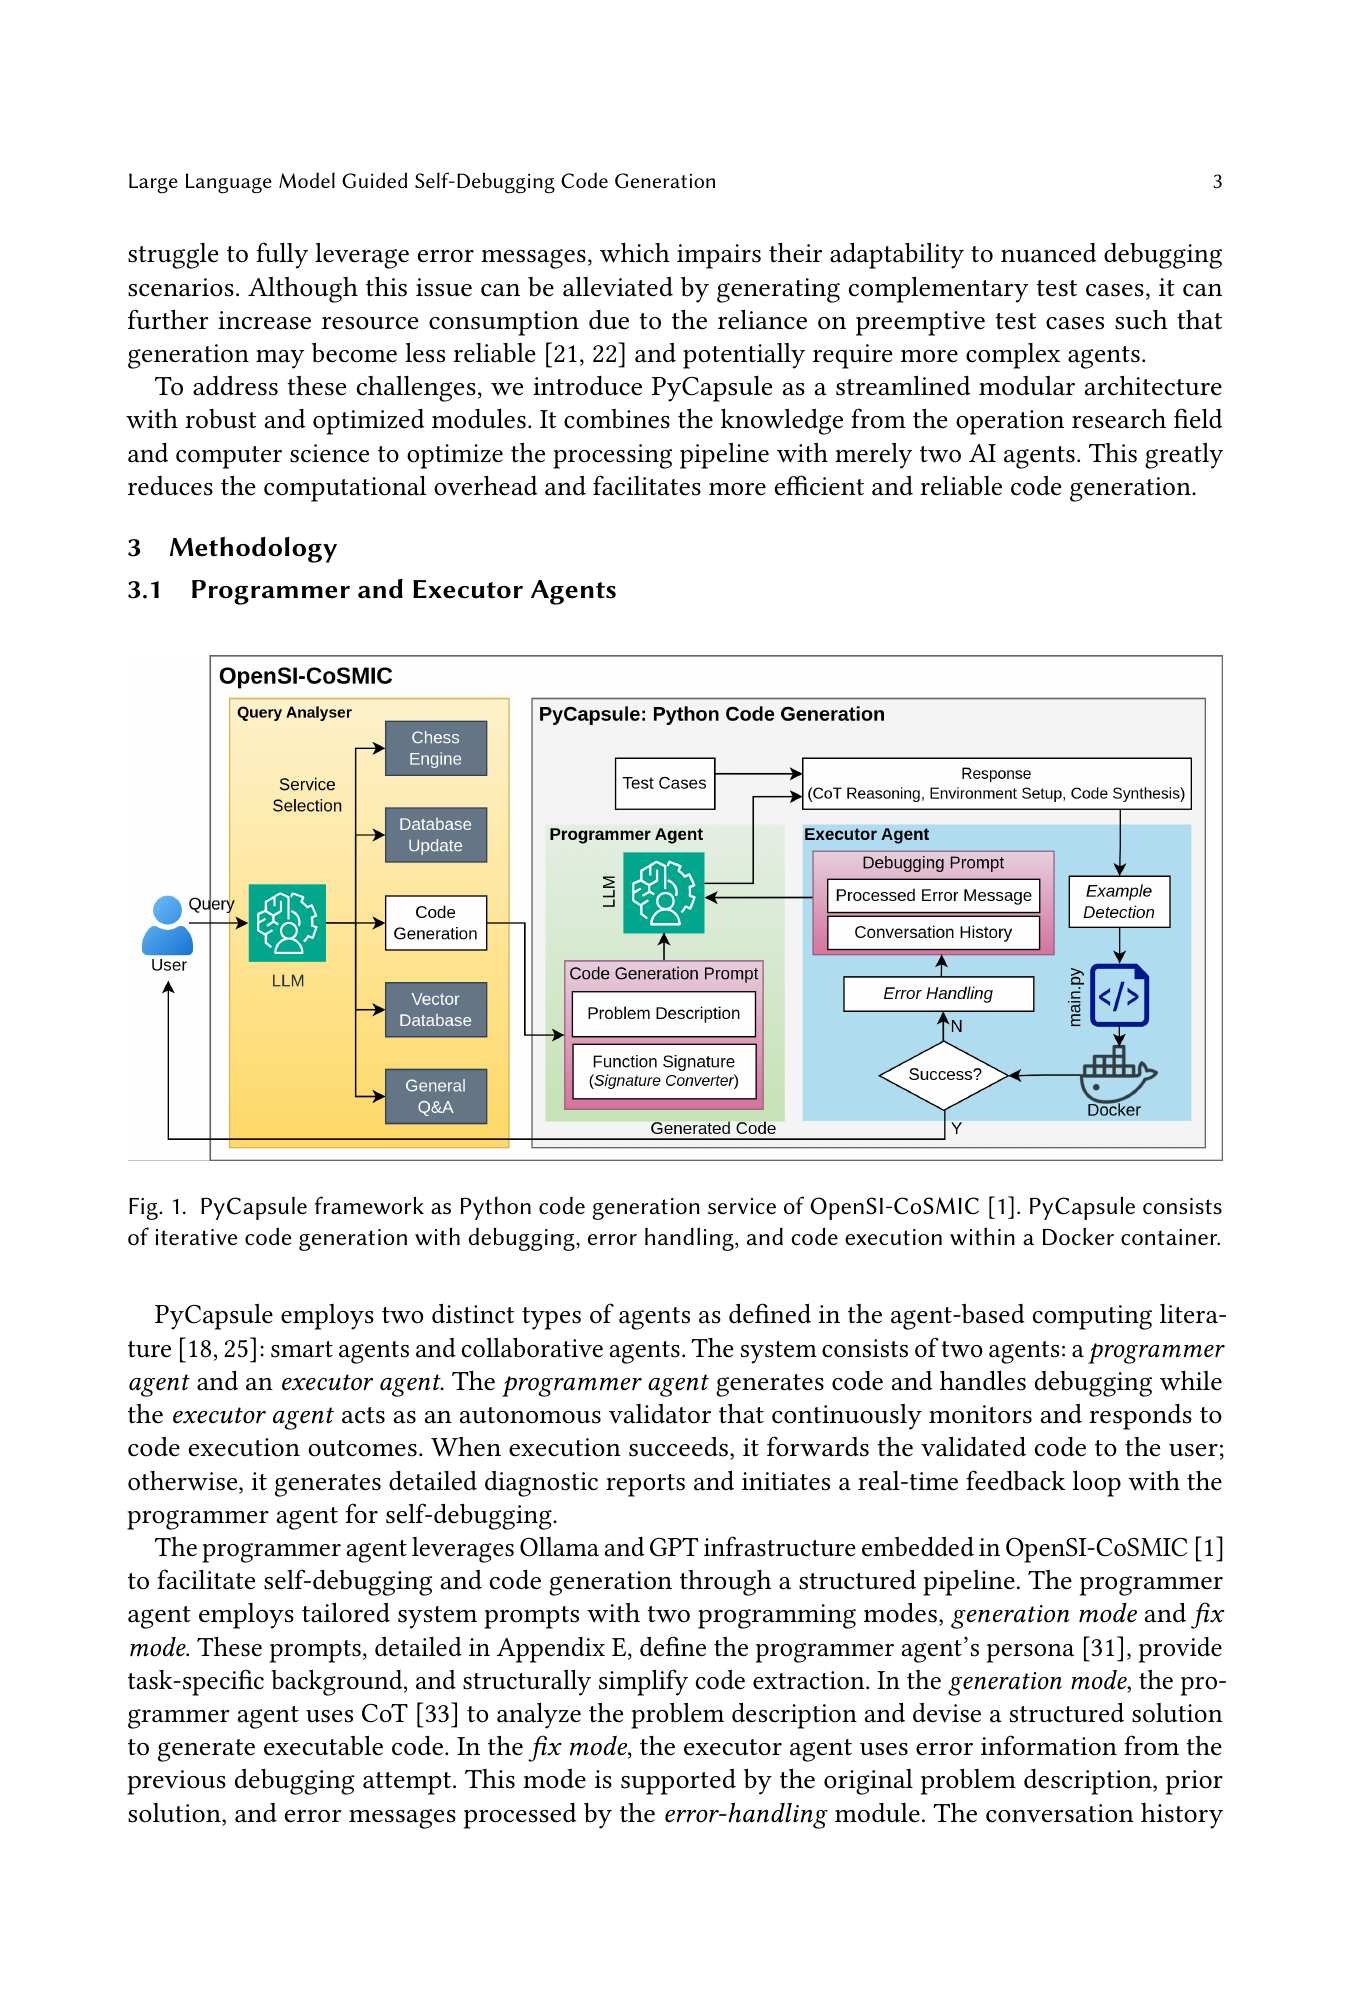 Large Language Model Guided Self-Debugging Code Generation 3
struggle to fully leverage error messages, which impairs their adaptability to nuanced debugging
scenarios. Although this issue can be alleviated by generating complementary test cases, it can
further increase resource consumption due to the reliance on preemptive test cases such that
generation may become less reliable [21, 22] and potentially require more complex agents.
To address these challenges, we introduce PyCapsule as a streamlined modular architecture
with robust and optimized modules. It combines the knowledge from the operation research field
and computer science to optimize the processing pipeline with merely two AI agents. This greatly
reduces the computational overhead and facilitates more efficient and reliable code generation.
3 Methodology
3.1 Programmer and Executor Agents
OpenSI-CoSMIC
Query Analyser
Service
Selection
Chess
Engine
Database
Update
Query
User
LLM
Code
Generation
Vector
Database
General
Q&A
PyCapsule: Python Code Generation
Test Cases
Response
(CoT Reasoning, Environment Setup, Code Synthesis)
Programmer Agent
LLM
Code Generation Prompt
Problem Description
Function Signature
(Signature Converter)
Executor Agent
Debugging Prompt
Processed Error Message
Conversation History
Example
Detection
main.py
Error Handling
N
Success?
Docker
Y
Generated Code
Fig. 1. PyCapsule framework as Python code generation service of OpenSI-CoSMIC [1]. PyCapsule consists
of iterative code generation with debugging, error handling, and code execution within a Docker container.
PyCapsule employs two distinct types of agents as defined in the agent-based computing litera-
ture [18, 25]: smart agents and collaborative agents. The system consists of two agents: a programmer
agent and an executor agent. The programmer agent generates code and handles debugging while
the executor agent acts as an autonomous validator that continuously monitors and responds to
code execution outcomes. When execution succeeds, it forwards the validated code to the user;
otherwise, it generates detailed diagnostic reports and initiates a real-time feedback loop with the
programmer agent for self-debugging.
The programmer agent leverages Ollama and GPT infrastructure embedded in OpenSI-CoSMIC [1]
to facilitate self-debugging and code generation through a structured pipeline. The programmer
agent employs tailored system prompts with two programming modes, generation mode and fix
mode. These prompts, detailed in Appendix E, define the programmer agent's persona [31], provide
task-specific background, and structurally simplify code extraction. In the generation mode, the pro-
grammer agent uses CoT [33] to analyze the problem description and devise a structured solution
to generate executable code. In the fix mode, the executor agent uses error information from the
previous debugging attempt. This mode is supported by the original problem description, prior
solution, and error messages processed by the error-handling module. The conversation history